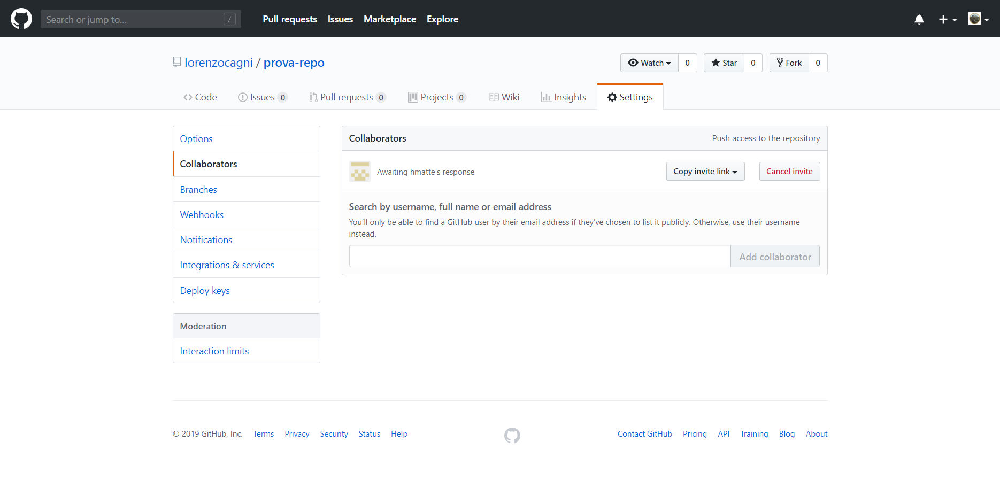 Search or jump to... /
Pull requests Issues Marketplace Explore
lorenzocagni / prova-repo
Watch 0 Star 0 Fork 0
Code Issues 0 Pull requests 0 Projects 0 Wiki Insights Settings
Options
Collaborators
Branches
Webhooks
Notifications
Integrations & services
Deploy keys
Moderation
Interaction limits
Collaborators Push access to the repository
Awaiting hmatte's response Copy invite link Cancel invite
Search by username, full name or email address
You'll only be able to find a GitHub user by their email address if they've chosen to list it publicly. Otherwise, use their username
instead.
Add collaborator
© 2019 GitHub, Inc. Terms Privacy Security Status Help Contact GitHub Pricing API Training Blog About